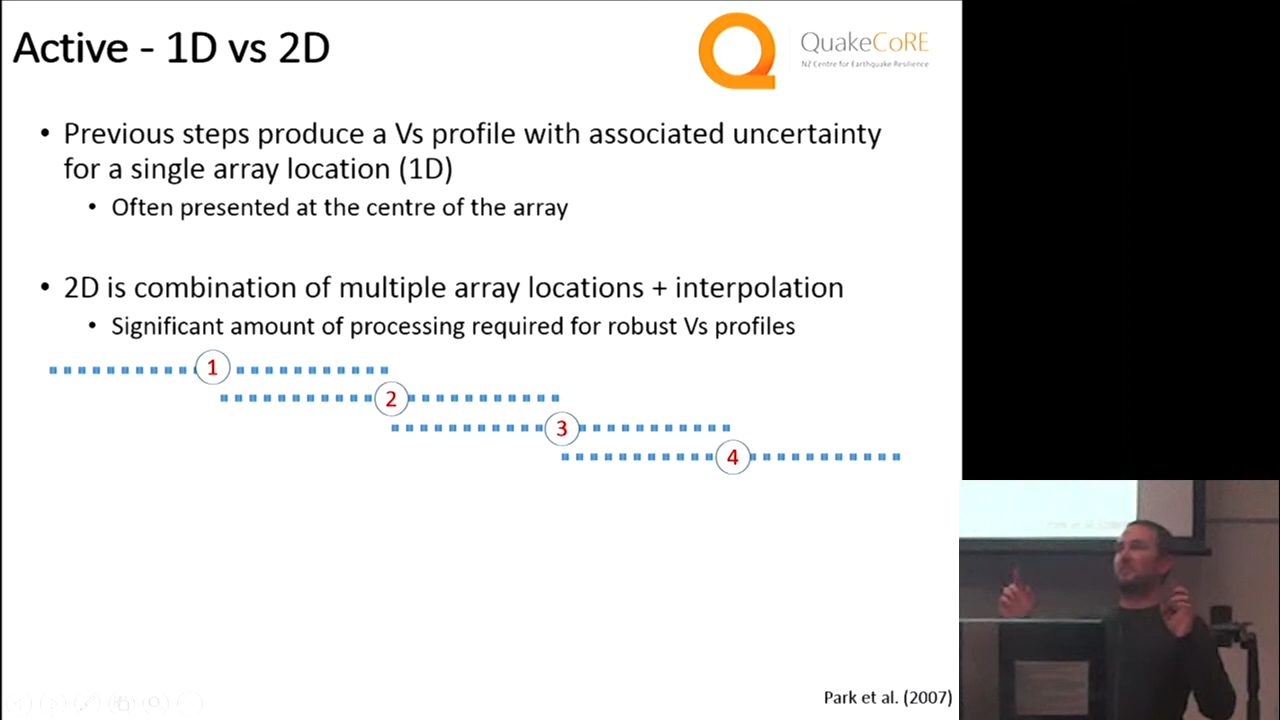 Active - 1D vs 2D
QuakeCoRE
NZ Centre for Earthquake Resilience
• Previous steps produce a Vs profile with associated uncertainty
for a single array location (1D)
• Often presented at the centre of the array
• 2D is combination of multiple array locations + interpolation
• Significant amount of processing required for robust Vs profiles
1
2
3
4
Park et al. (2007)